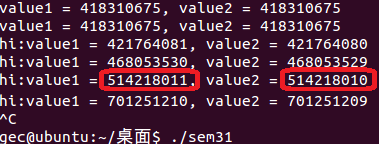 value1 = 418310675, value2 = 418310675
value1 = 418310675, value2 = 418310675
hi:value1 = 421764081, value2 = 421764080
hi:value1 = 468053530, value2 = 468053529
hi:value1 = 514218011, value2 = 514218010
hi:value1 = 701251210, value2 = 701251209
^C
gec@ubuntu:~/桌面$ ./sem31